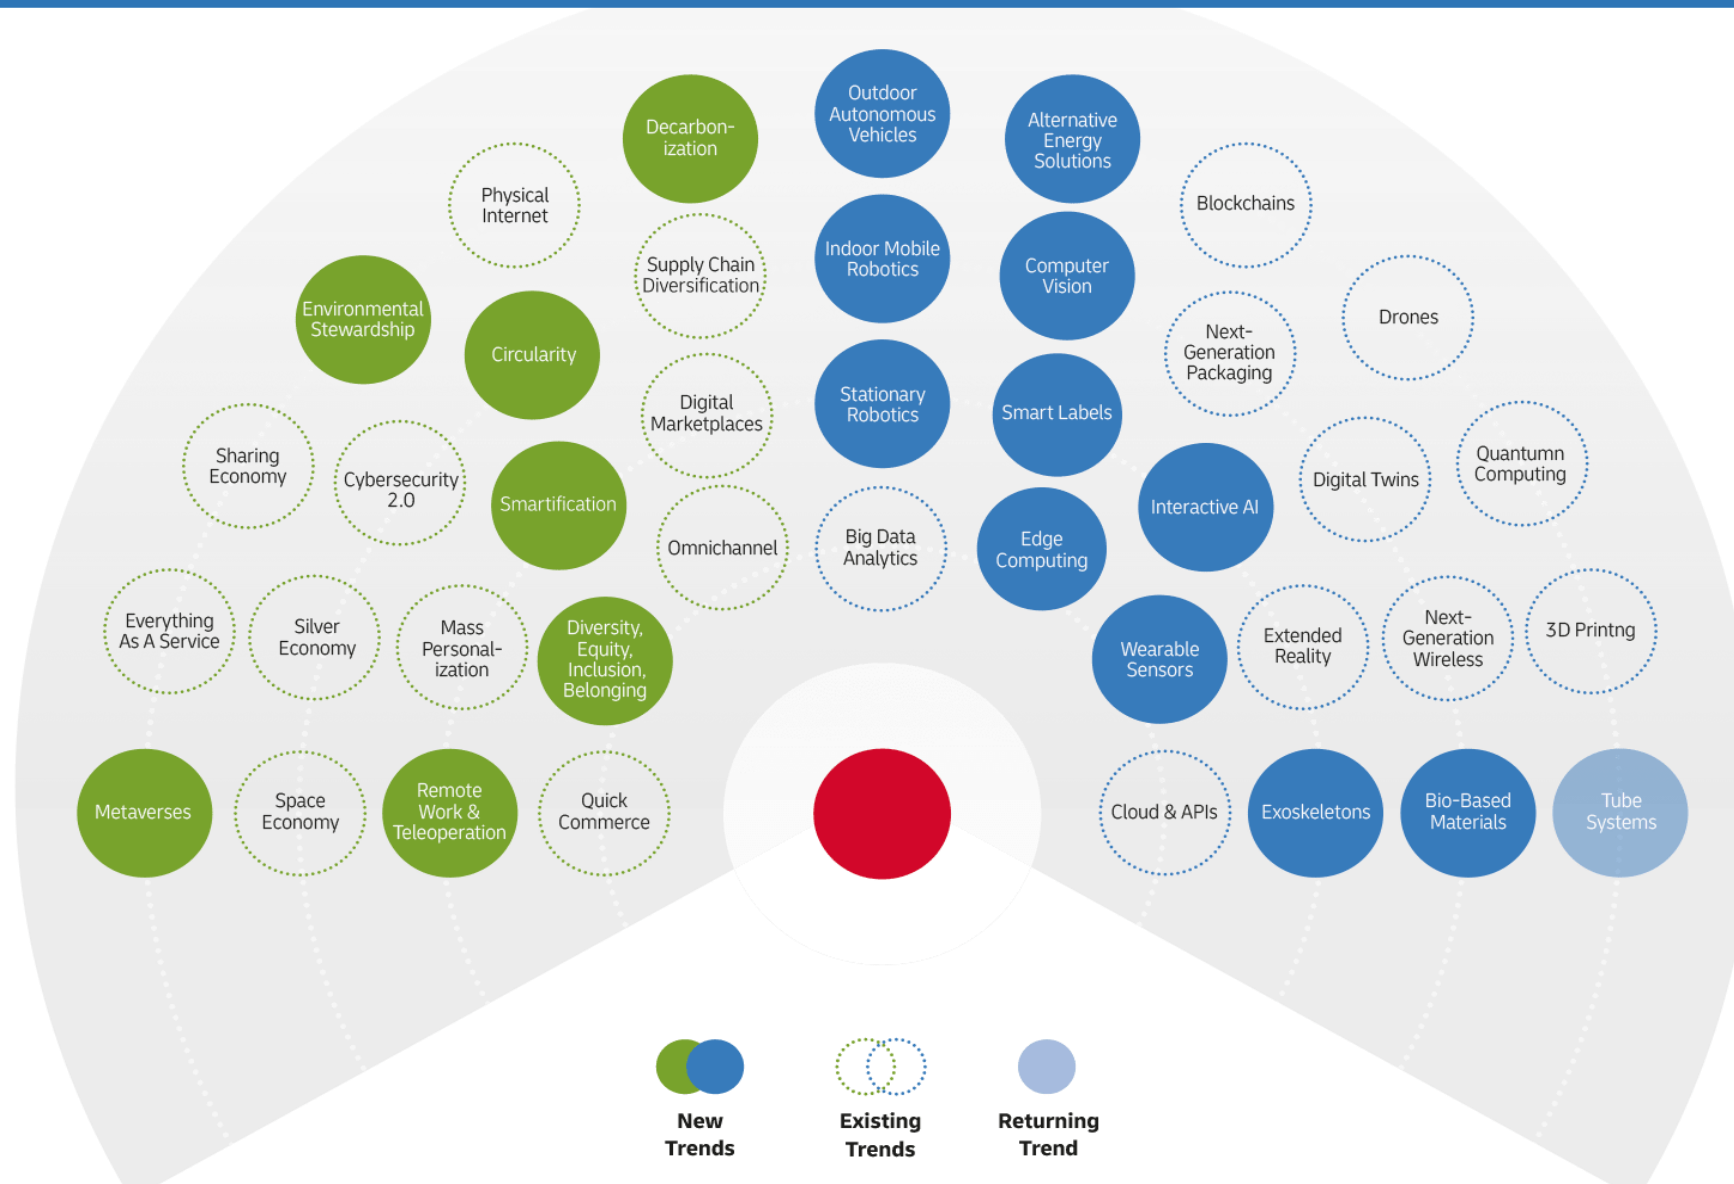 Outdoor
Autonomous
Vehicles
Decarbon-
ization
Alternative
Energy
Solutions
Physical
Internet
Blockchains
Supply Chain
Diversification
Indoor Mobile
Robotics
Computer
Vision
Environmental
Stewardship
Circularity
Next-
Generation
Packaging
Drones
Digital
Marketplaces
Stationary
Robotics
Smart Labels
Sharing
Economy
Cybersecurity
2.0
Smartification
Interactive AI
Digital Twins
Quantumn
Computing
Omnichannel
Big Data
Analytics
Edge
Computing
Everything
As A Service
Silver
Economy
Mass
Personal-
ization
Diversity,
Equity,
Inclusion,
Belonging
Wearable
Sensors
Extended
Reality
Next-
Generation
Wireless
3D Printng
Metaverses
Space
Economy
Remote
Work &
Teleoperation
Quick
Commerce
Cloud & APIs
Exoskeletons
Bio-Based
Materials
Tube
Systems
New
Trends
Existing
Trends
Returning
Trend